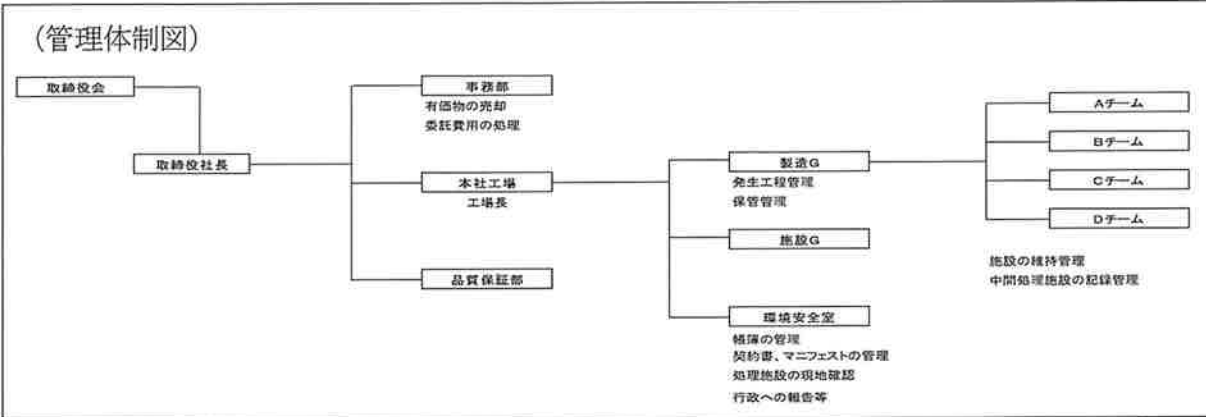 （管理体制図）
取締役会
取締役社長
事務部
有価物の売却
委託費用の処理
本社工場
工場長
品質保証部
製造G
発生工程管理
保管管理
施設G
環境安全室
帳簿の管理
契約書、マニフェストの管理
処理施設の現地確認
行政への報告等
Aチーム
Bチーム
Cチーム
Dチーム
施設の維持管理
中間処理施設の記録管理